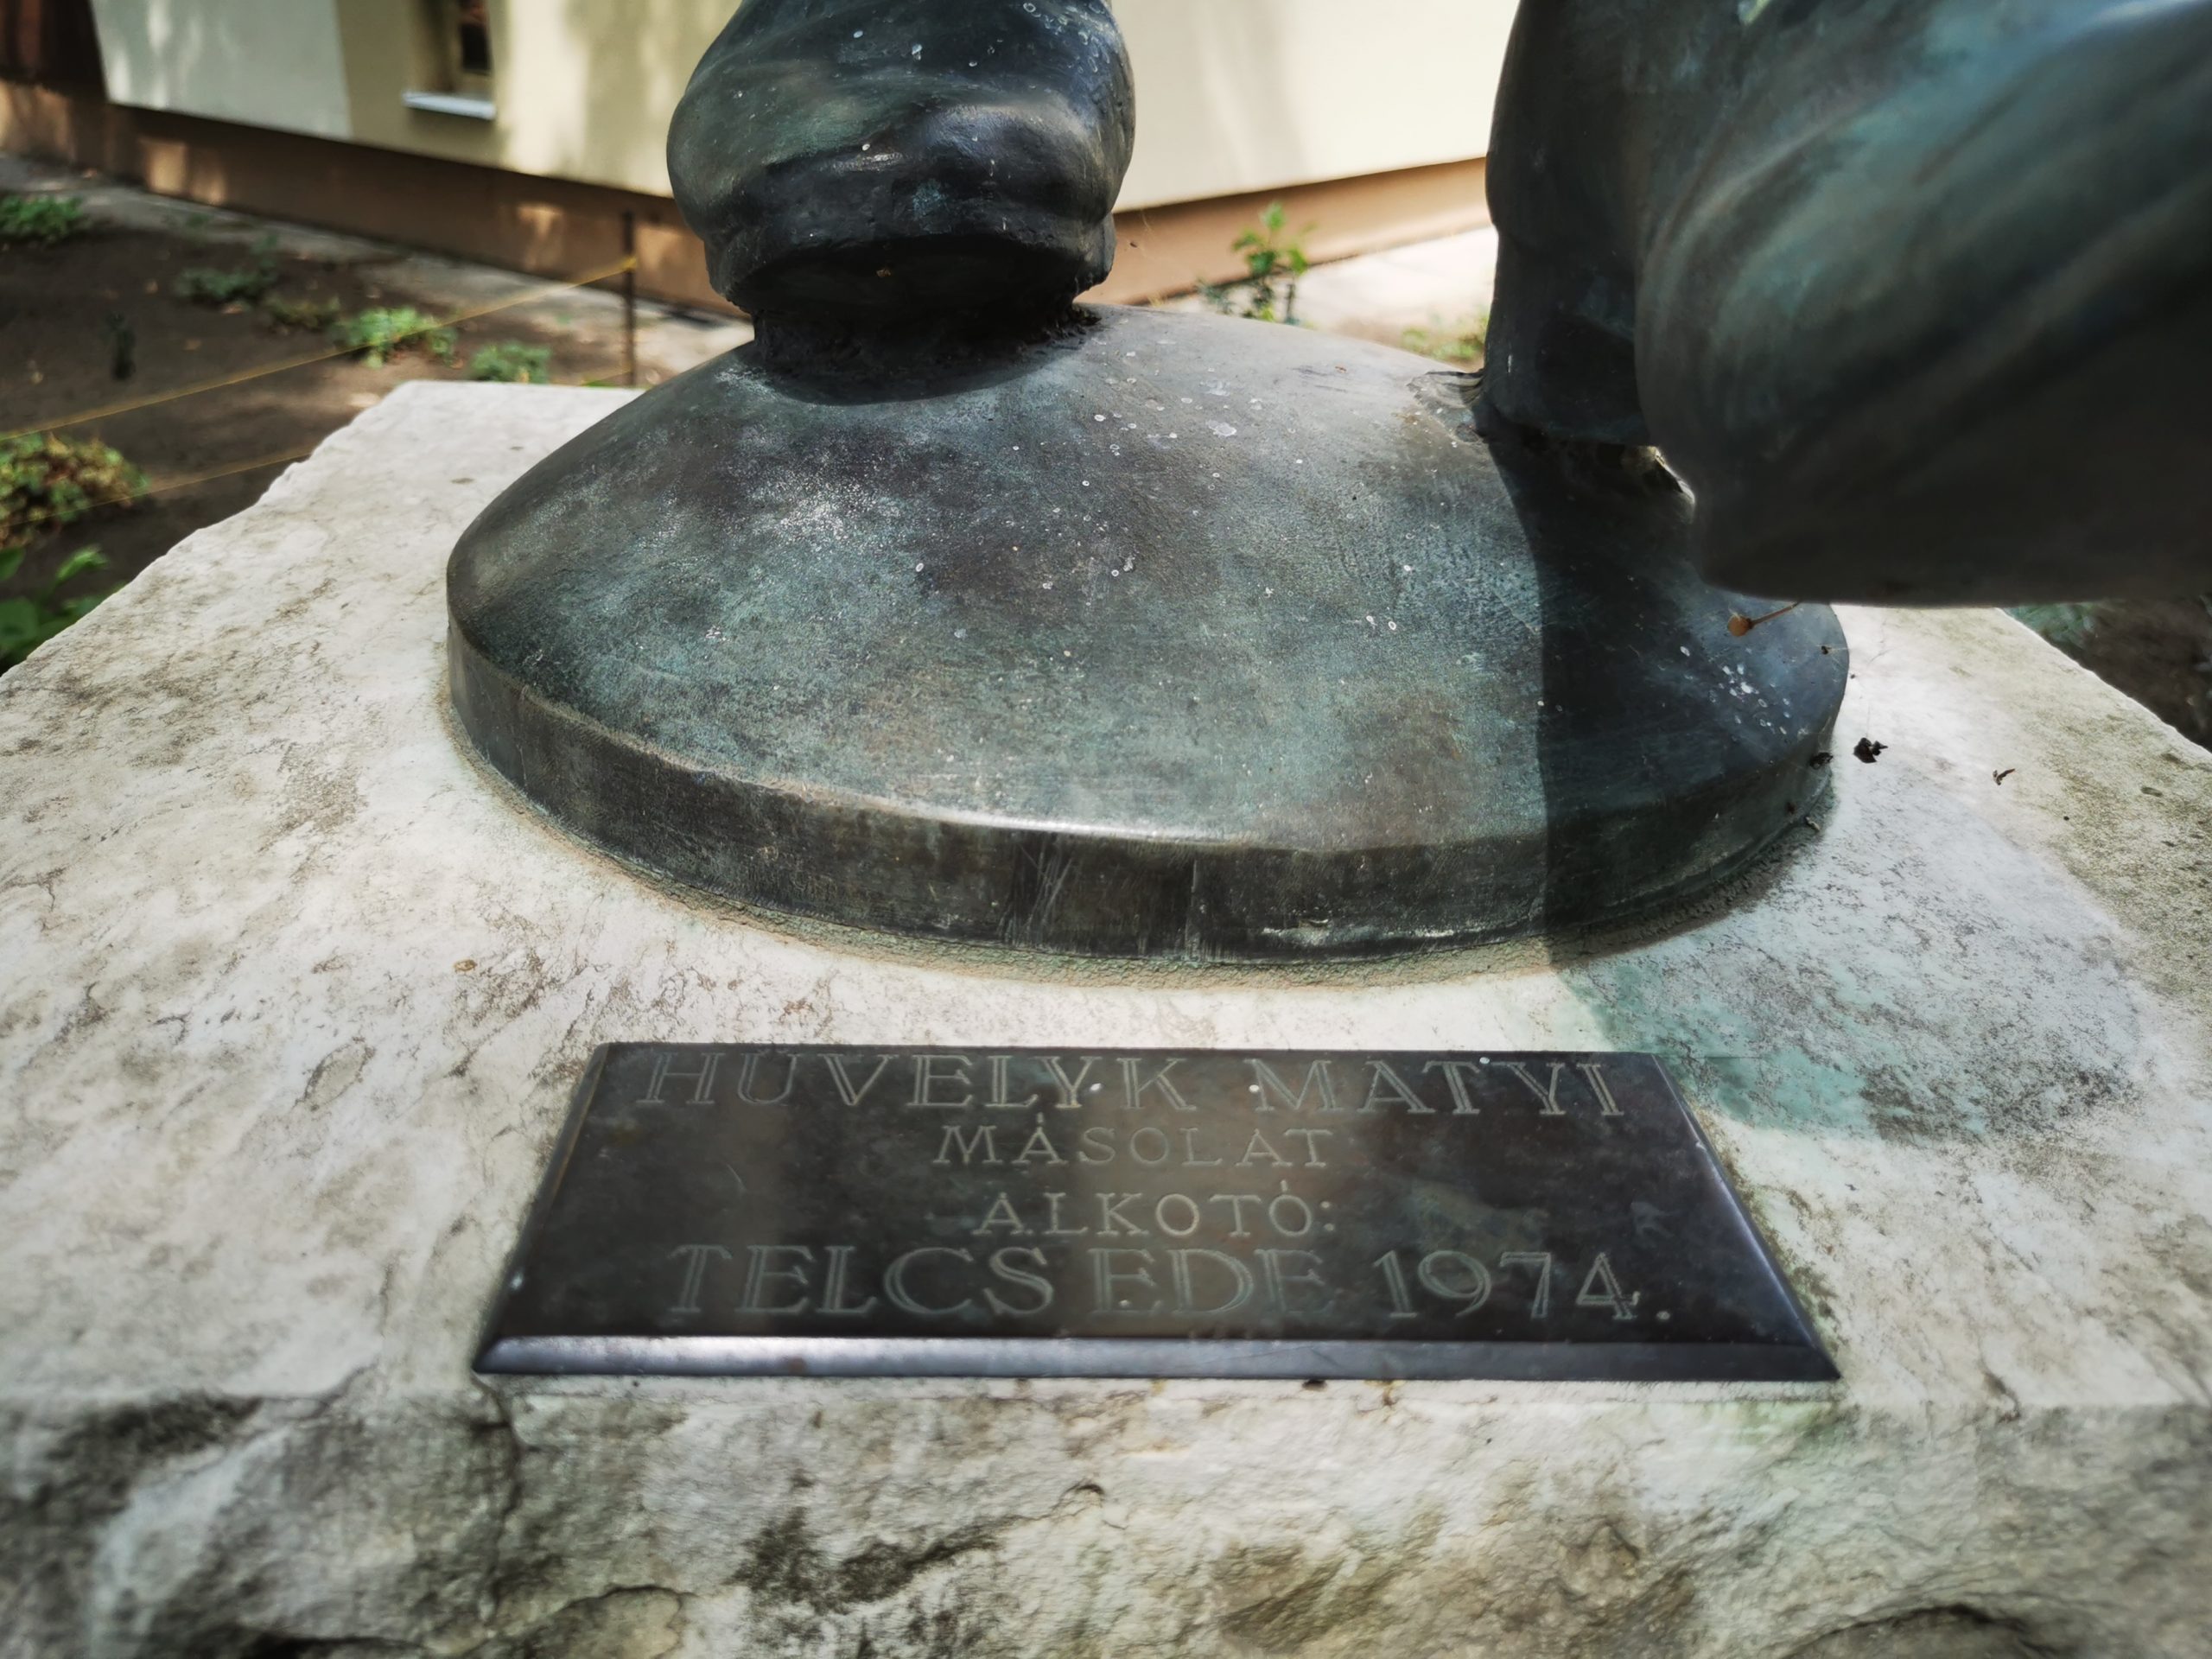 HÜVELYK MATYI
MÁSOLAT
ALKOTÓ:
TELCS EDE 1974.